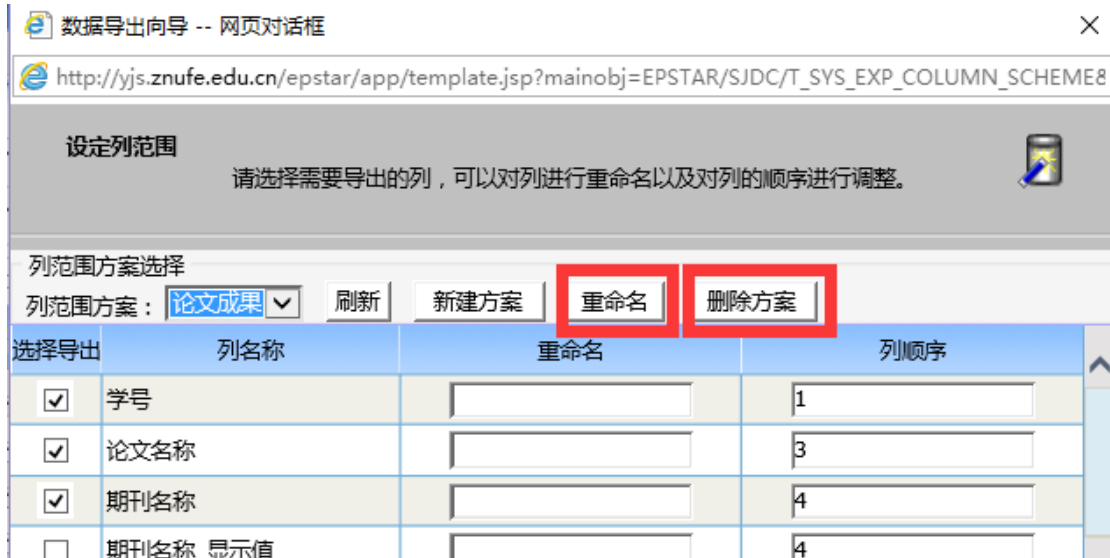 数据导出向导 -- 网页对话框
http://yjs.znufe.edu.cn/epstar/app/template.jsp?mainobj=EPSTAR/SJDC/T_SYS_EXP_COLUMN_SCHEME&
设定列范围
请选择需要导出的列，可以对列进行重命名以及对列的顺序进行调整。
列范围方案选择
列范围方案： 论文成果 刷新 新建方案 重命名 删除方案
选择导出 列名称 重命名 列顺序
学号 1
论文名称 3
期刊名称 4
期刊名称_显示值 4